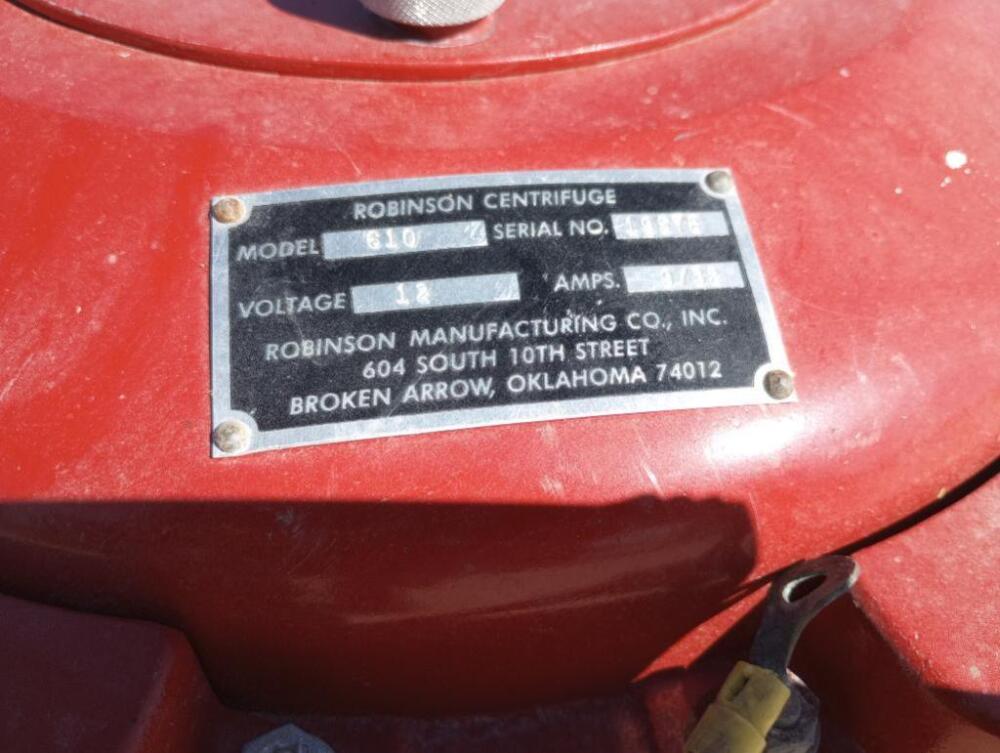 ROBINSON CENTRIFUGE
MODEL 610 SERIAL NO.
VOLTAGE 12 AMPS.
ROBINSON MANUFACTURING CO., INC.
604 SOUTH 10TH STREET
BROKEN ARROW, OKLAHOMA 74012